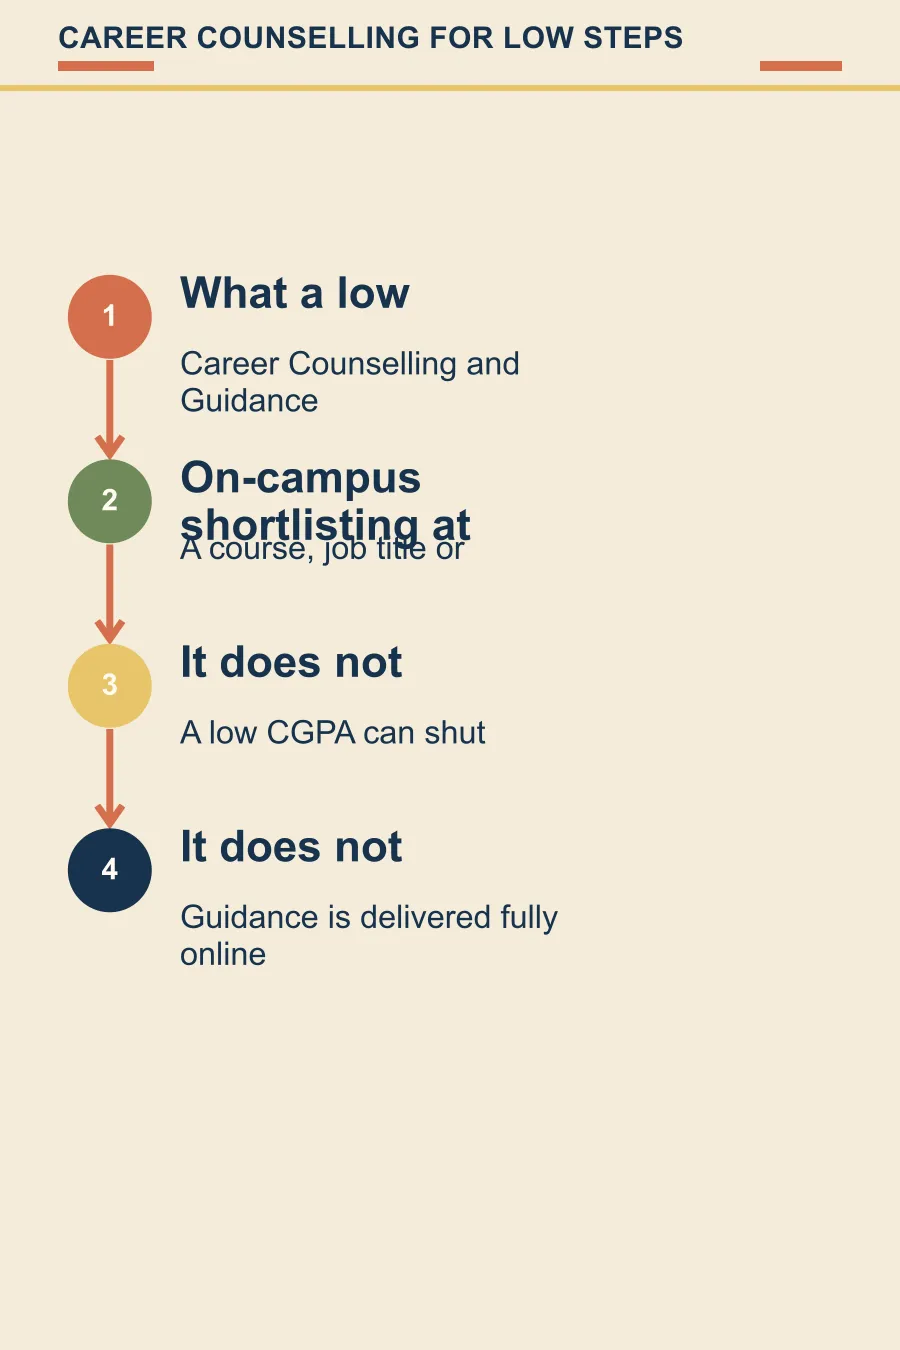 CAREER COUNSELLING FOR LOW STEPS
1
What a low
Career Counselling and
Guidance
2
On-campus
shortlisting at
A course, job title or
3
It does not
A low CGPA can shut
4
It does not
Guidance is delivered fully
online